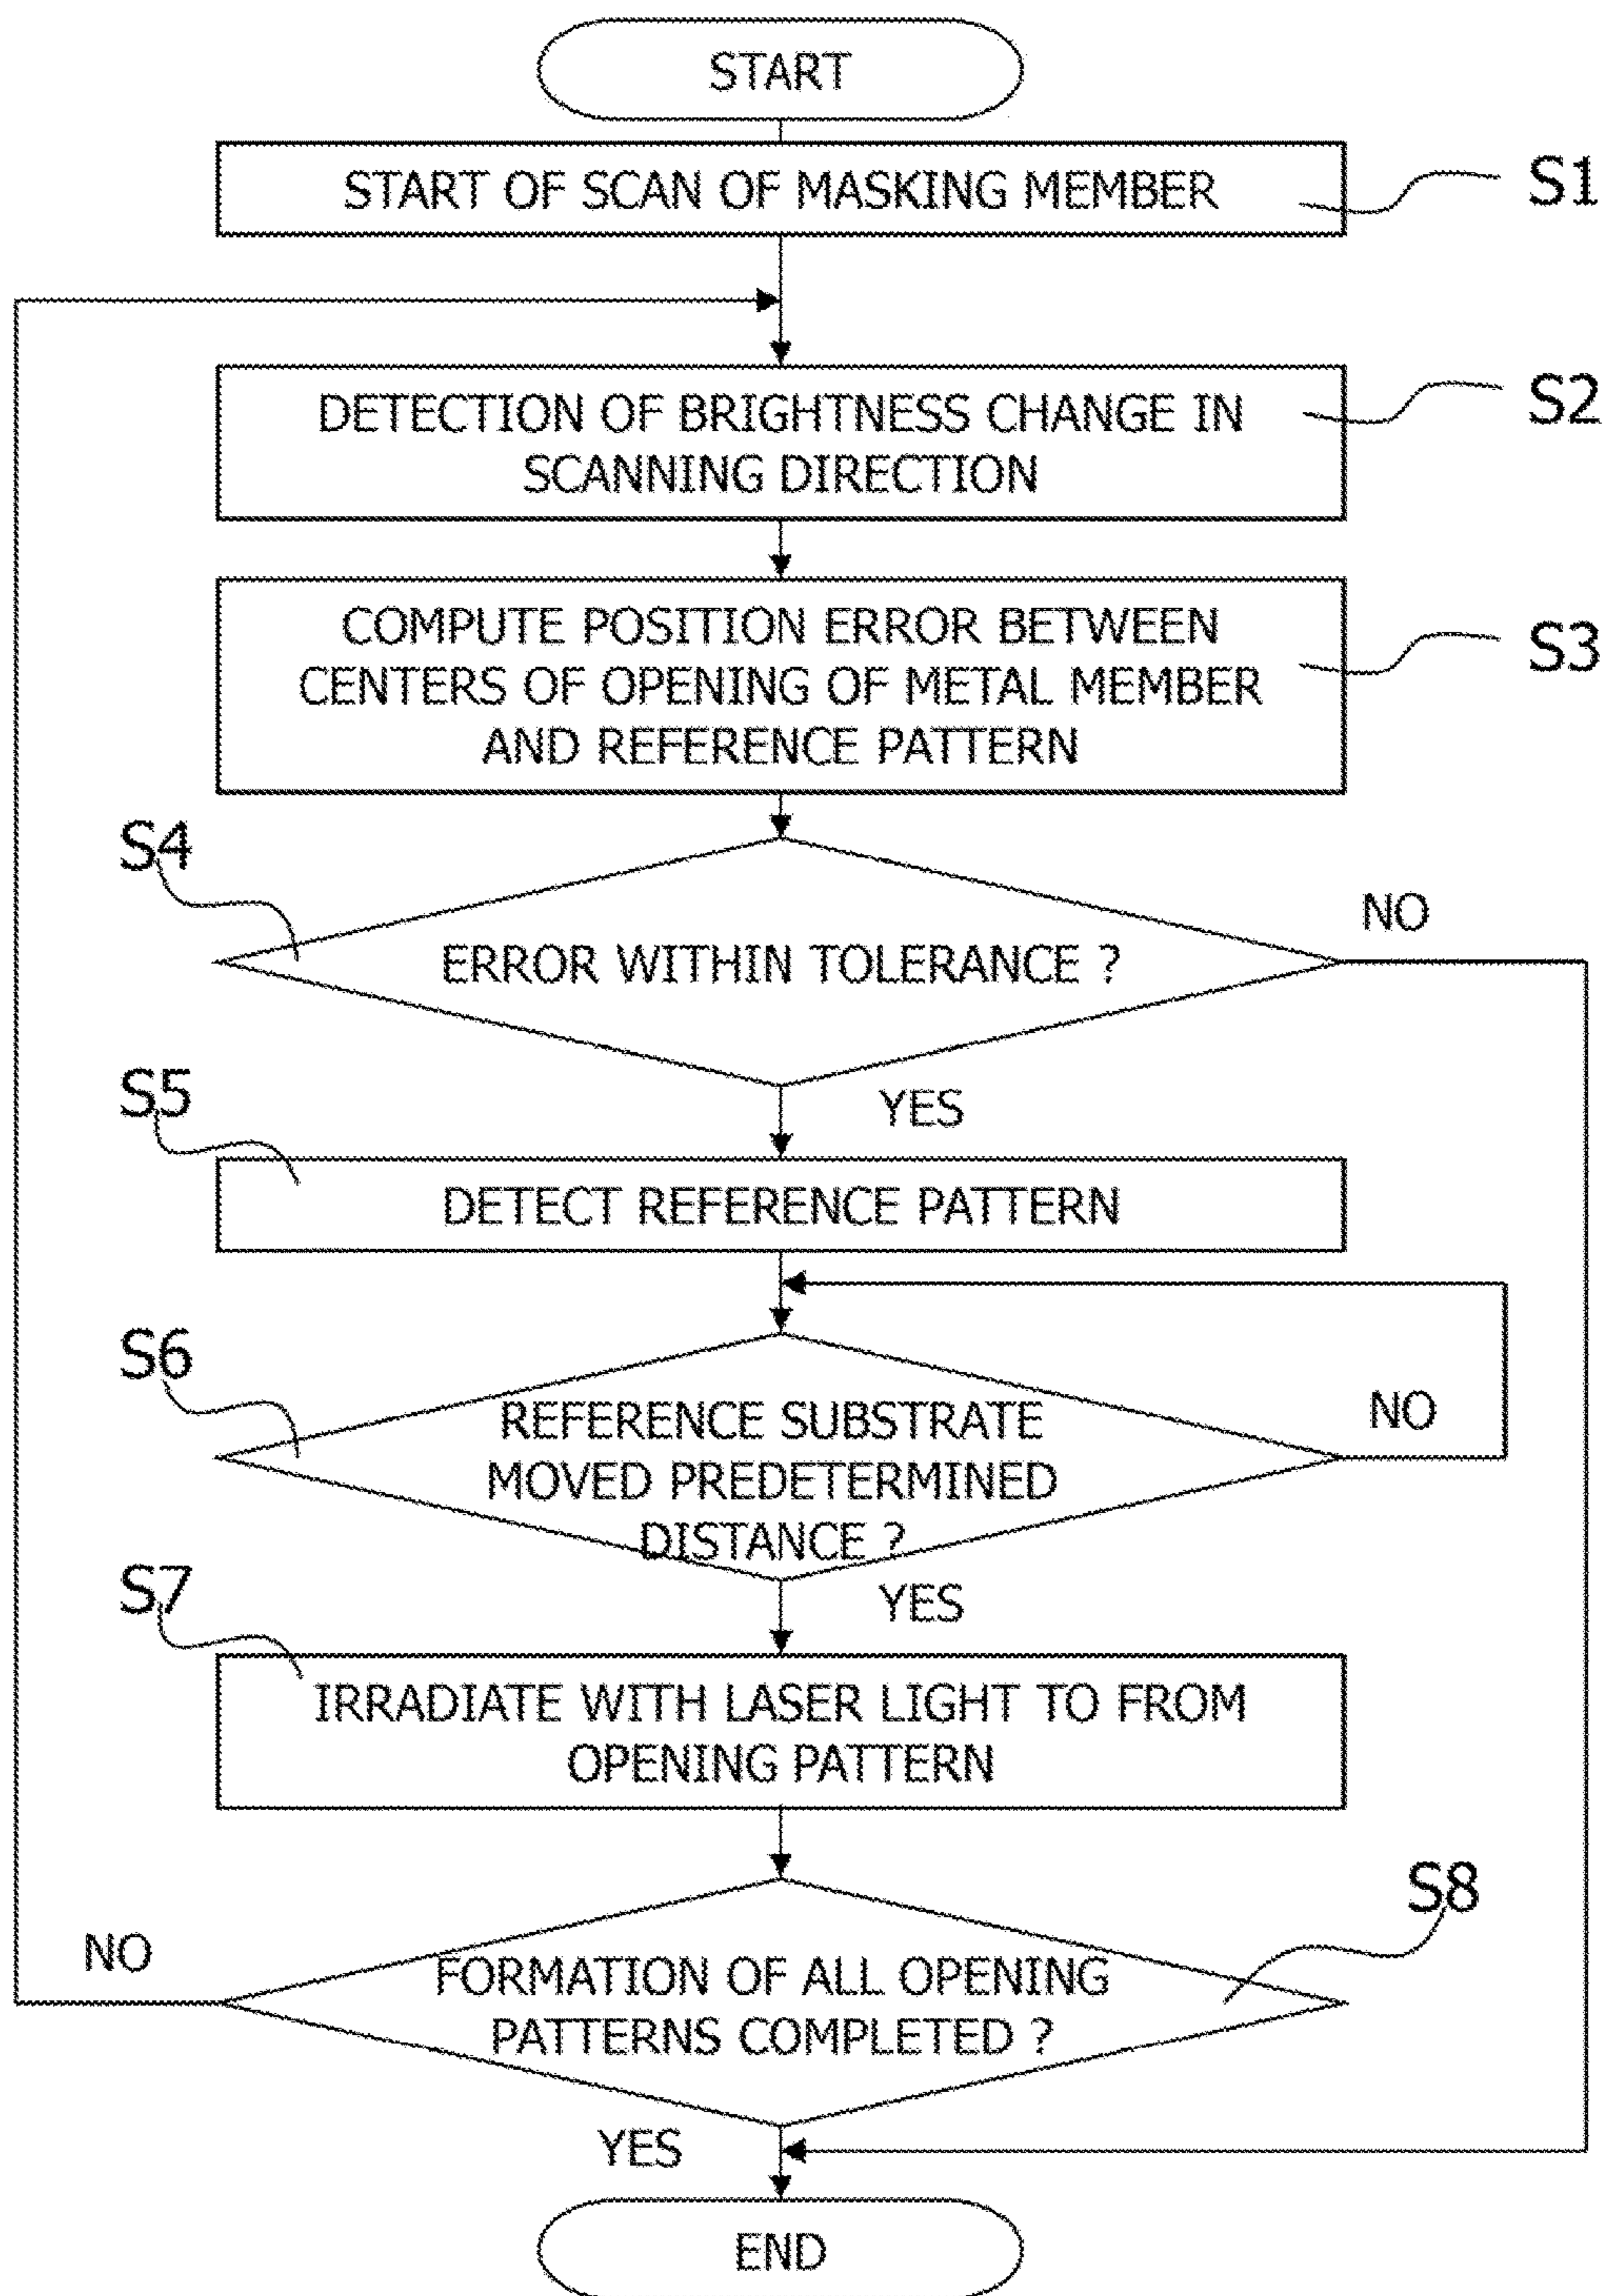 START
START OF SCAN OF MASKING MEMBER
S1
DETECTION OF BRIGHTNESS CHANGE IN
SCANNING DIRECTION
S2
COMPUTE POSITION ERROR BETWEEN
CENTERS OF OPENING OF METAL MEMBER
AND REFERENCE PATTERN
S3
S4
ERROR WITHIN TOLERANCE ?
NO
YES
S5
DETECT REFERENCE PATTERN
S6
REFERENCE SUBSTRATE
MOVED PREDETERMINED
DISTANCE ?
NO
YES
S7
IRRADIATE WITH LASER LIGHT TO FROM
OPENING PATTERN
S8
FORMATION OF ALL OPENING
PATTERNS COMPLETED ?
NO
YES
END